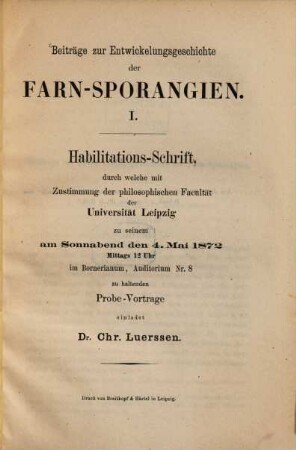 Beiträge zur Entwickelungsgeschichte
der
FARN-SPORANGIEN.
I.
Habilitations-Schrift,
durch welche mit
Zustimmung der philosophischen Facultät
der
Universität Leipzig
zu seinem
am Sonnabend den 4. Mai 1872
Mittags 12 Uhr
im Bornerianum, Auditorium Nr. 8
zu haltenden
Probe-Vortrage
einladet
Dr. Chr. Luerssen.
Druck von Breitkopf & Härtel in Leipzig.